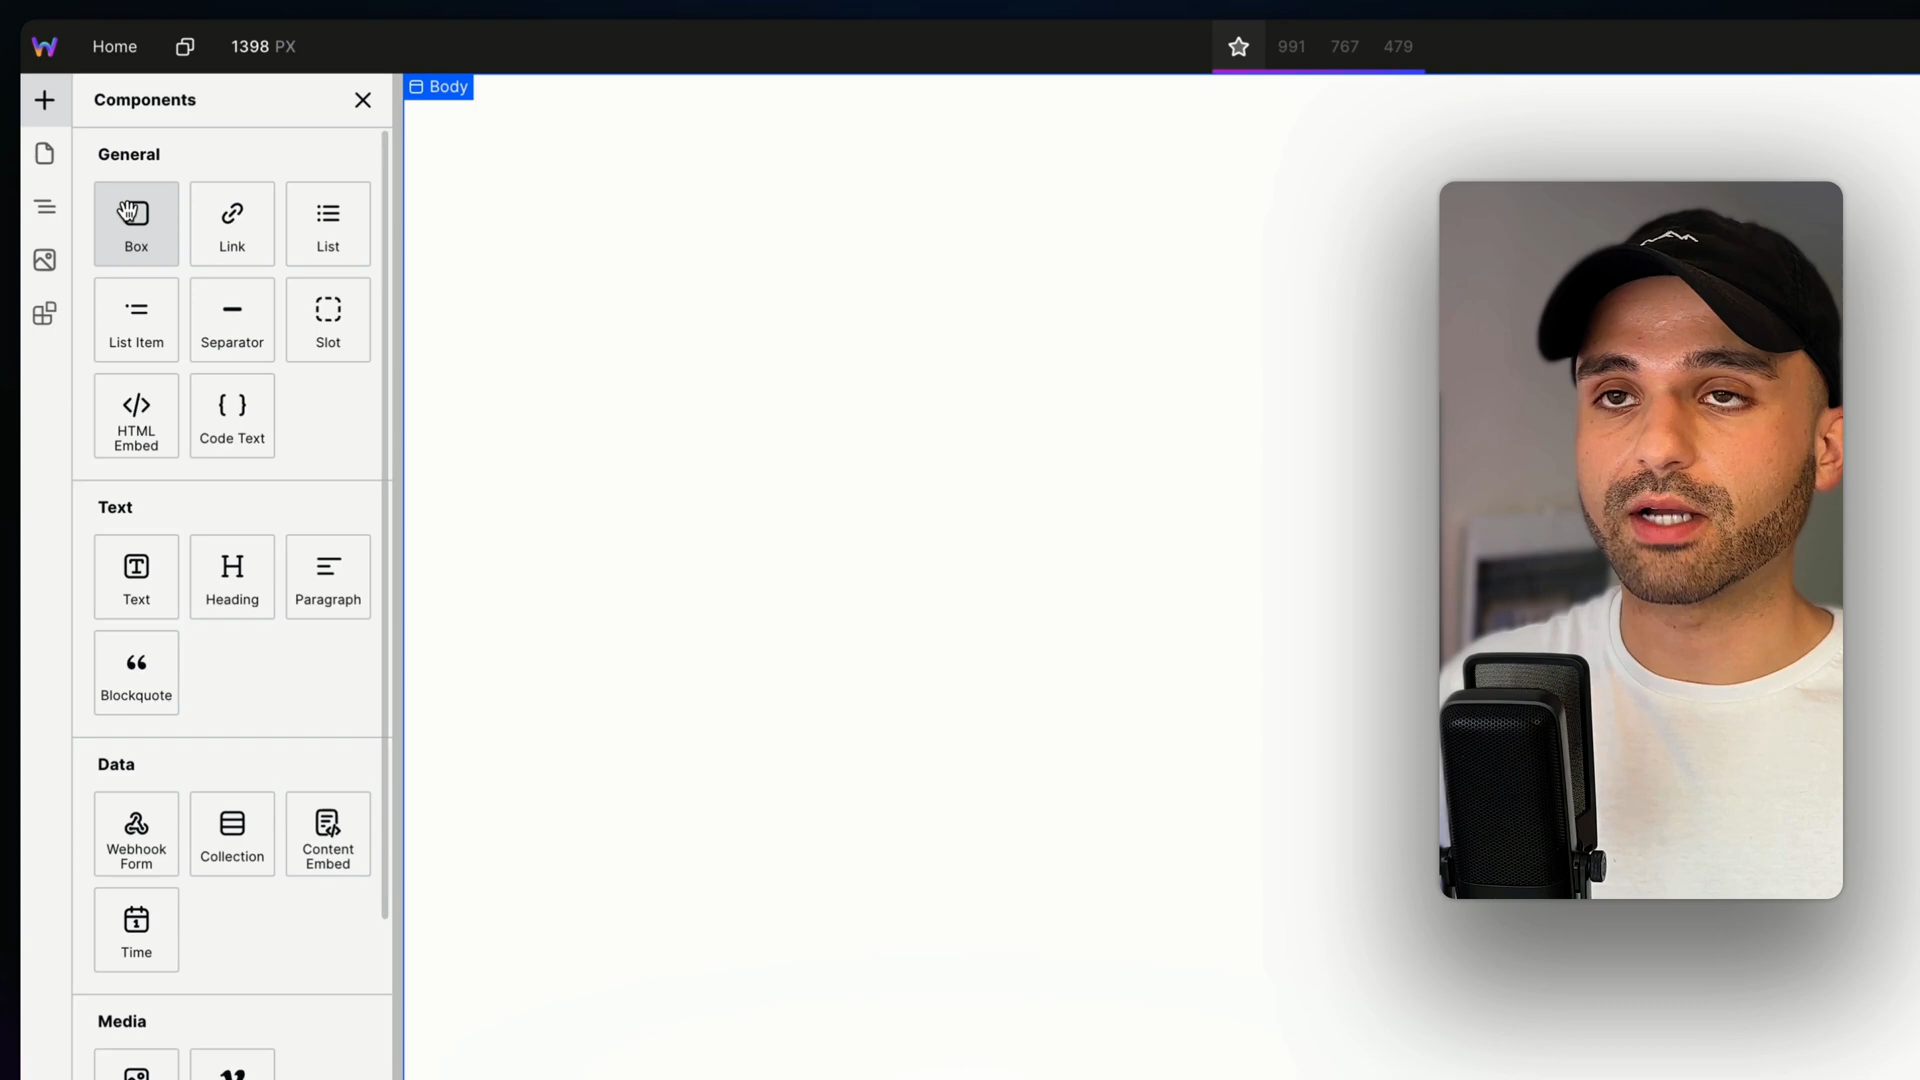 Home
1398 PX
991
767
479
Components
Body
General
Box
Link
List
List Item
Separator
Slot
HTML
Embed
Code Text
Text
Text
Heading
Paragraph
Blockquote
Data
Webhook
Form
Collection
Content
Embed
Time
Media